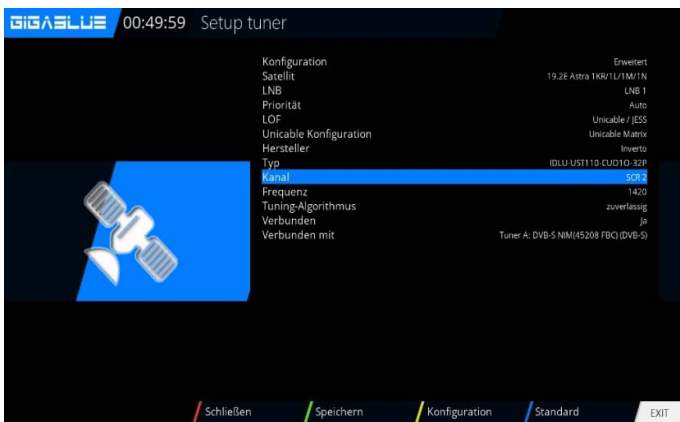 GIGABLUE 00:49:59 Setup tuner
Konfiguration Erweitert
Satellit 19.2E Astra 1KR/1L/1M/1N
LNB LNB 1
Priorität Auto
LOF Unicable / JESS
Unicable Konfiguration Unicable Matrix
Hersteller Inverto
Typ IDLU-UST110-CUO1O-32P
Kanal SCR 2
Frequenz 1420
Tuning-Algorithmus zuverlässig
Verbunden Ja
Verbunden mit Tuner A: DVB-S NIM(45208 FBC) (DVB-S)
Schließen Speichern Konfiguration Standard EXIT